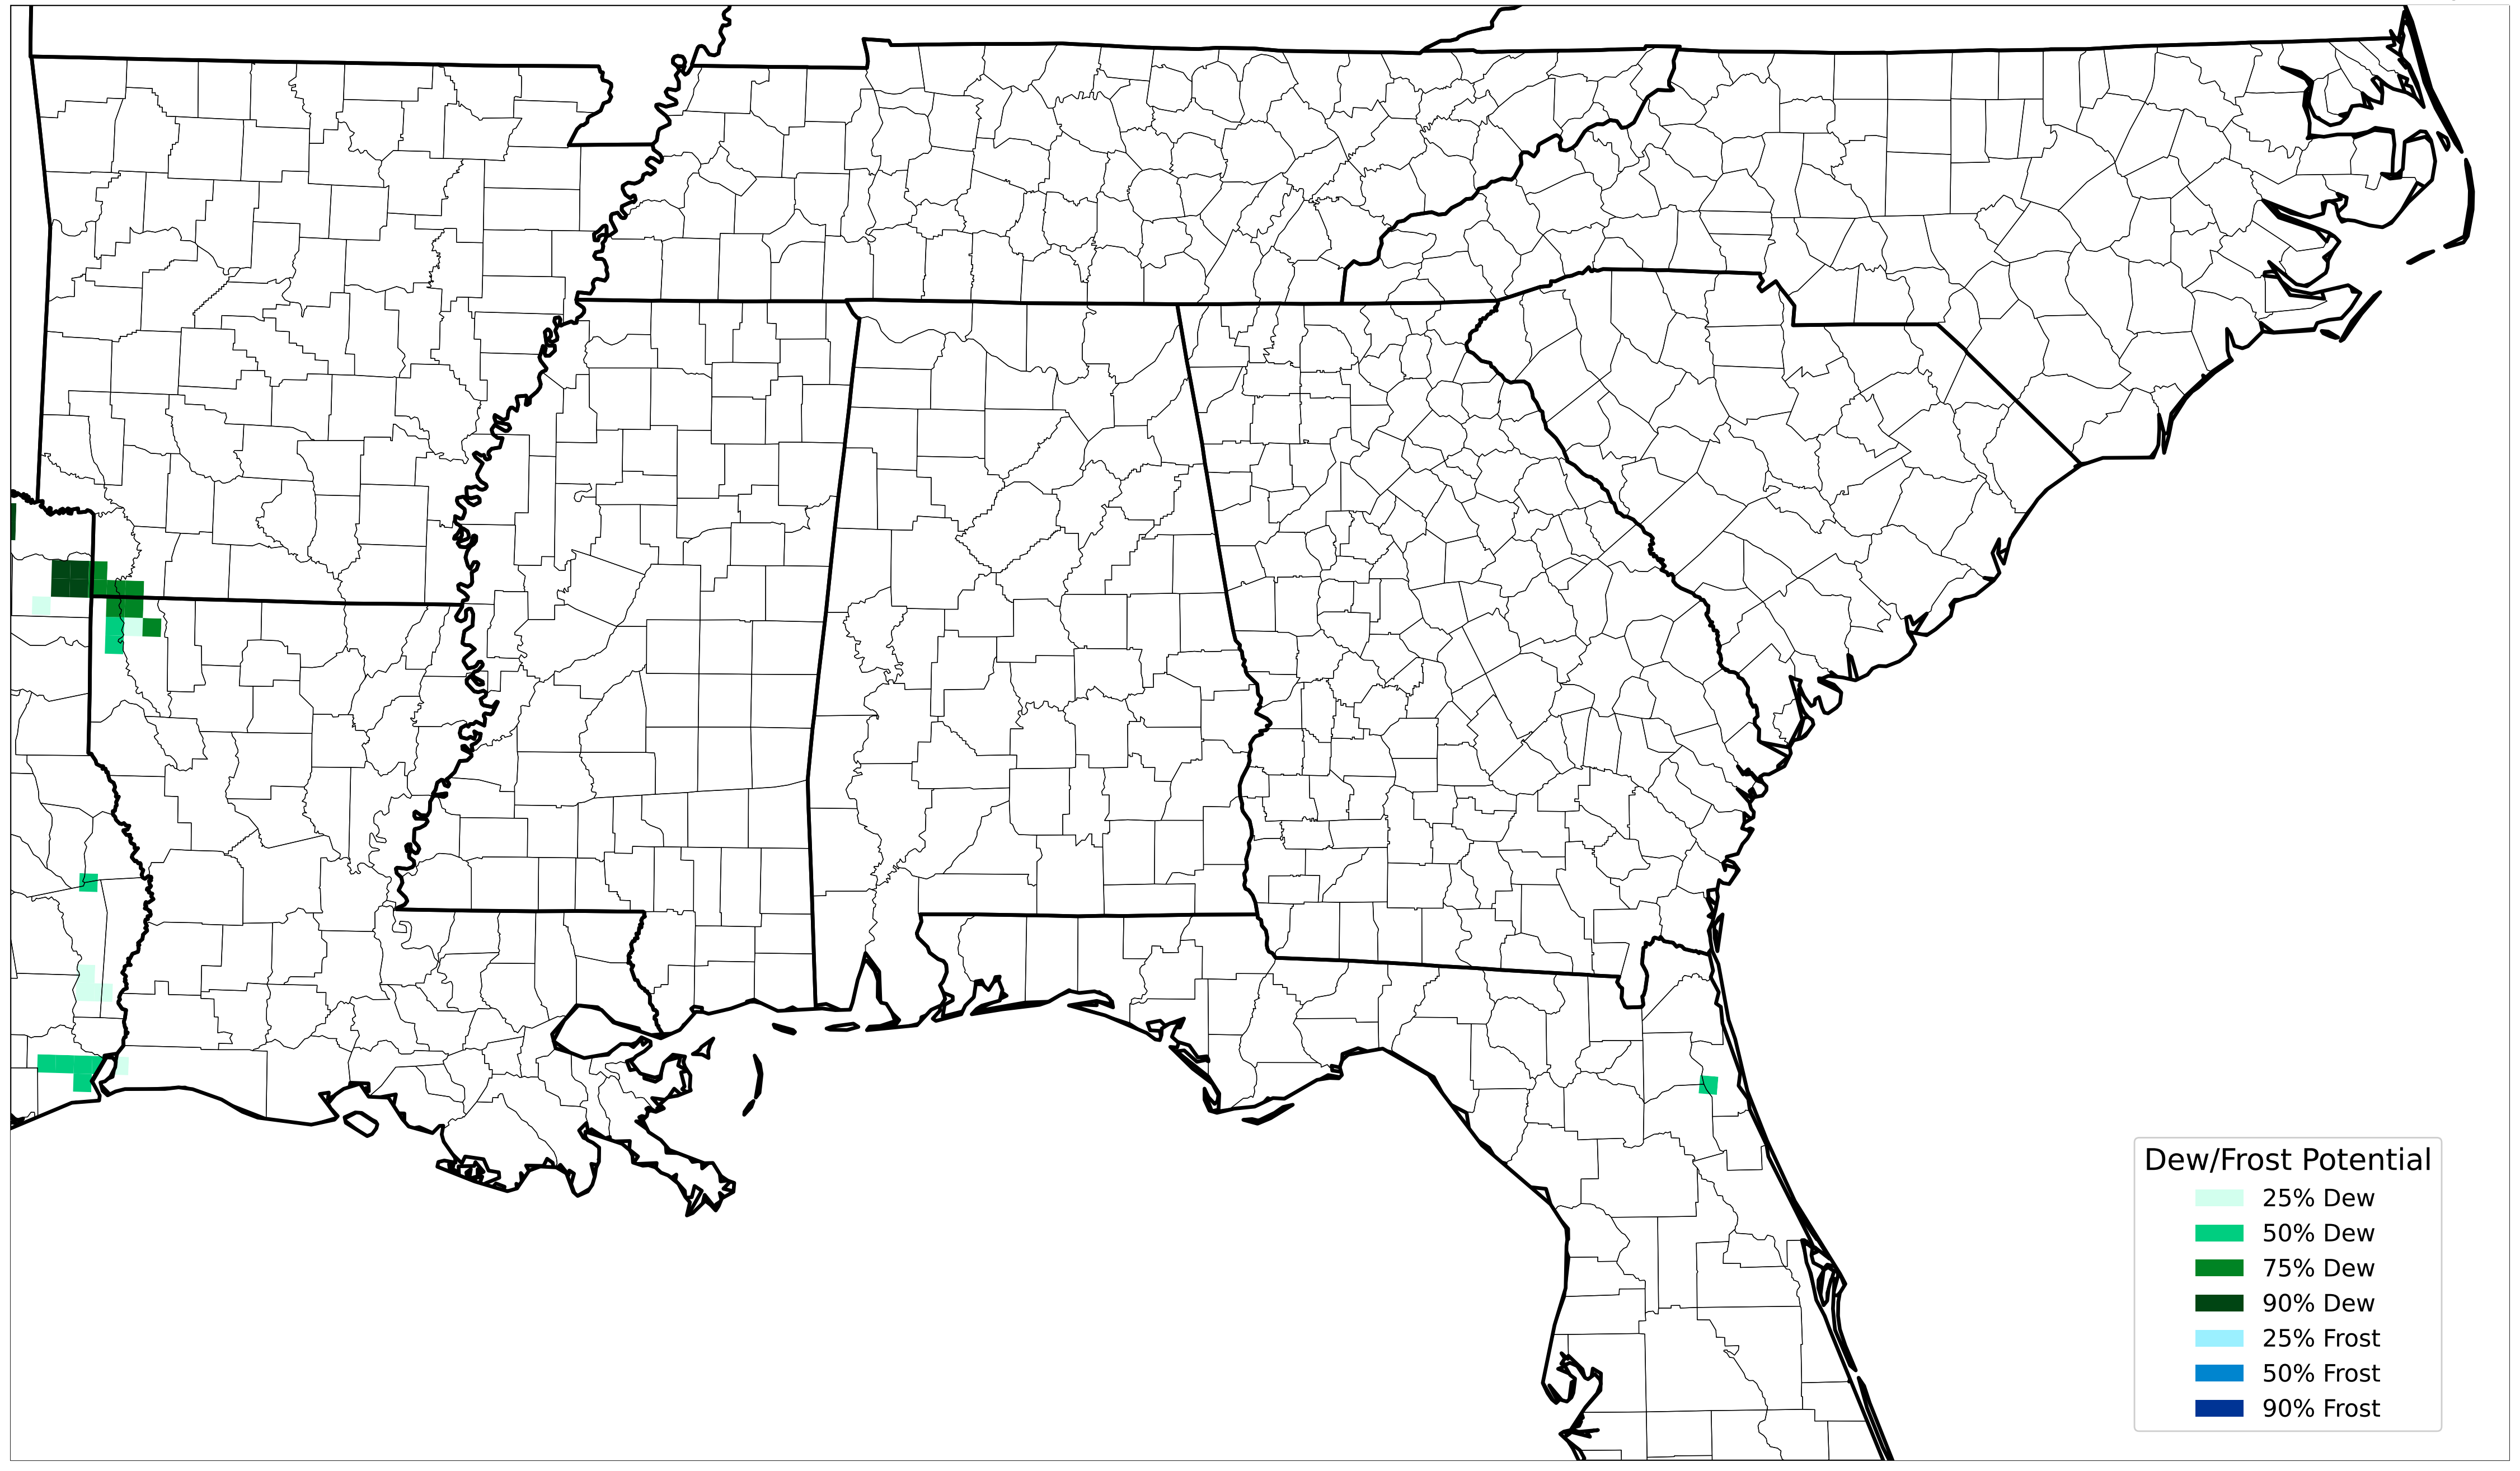 Dew/Frost Potential
25% Dew
50% Dew
75% Dew
90% Dew
25% Frost
50% Frost
90% Frost